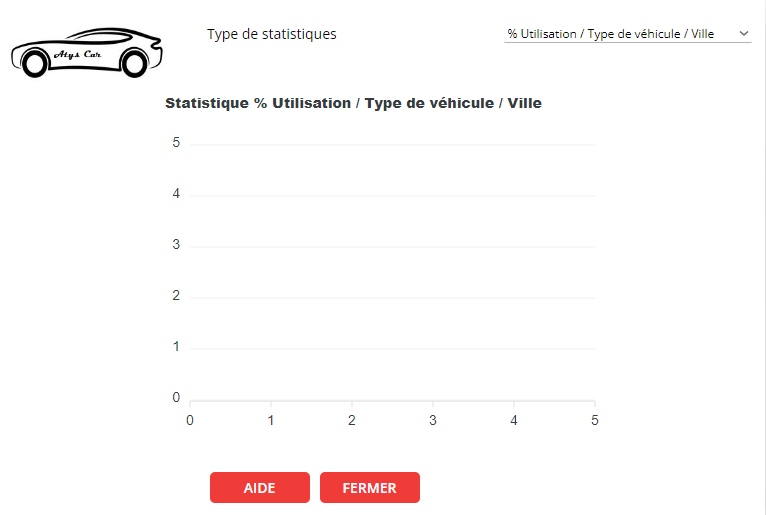 Type de statistiques
% Utilisation / Type de véhicule / Ville
Atys Car
Statistique % Utilisation / Type de véhicule / Ville
5
4
3
2
1
0
0 1 2 3 4 5
AIDE FERMER